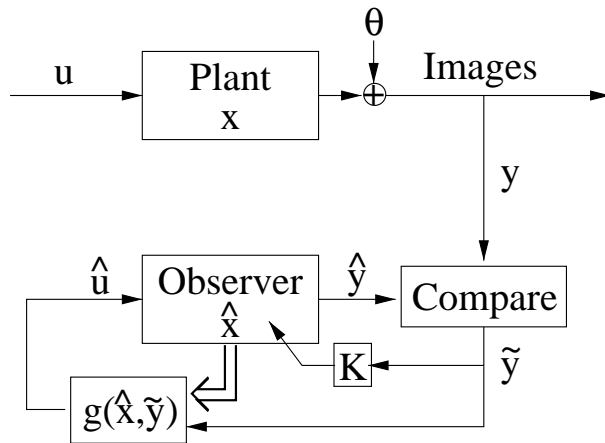 θ
u
Plant
x
+
Images
y
û
Observer
x̂
ŷ
Compare
K
ỹ
g(x̂,ỹ)